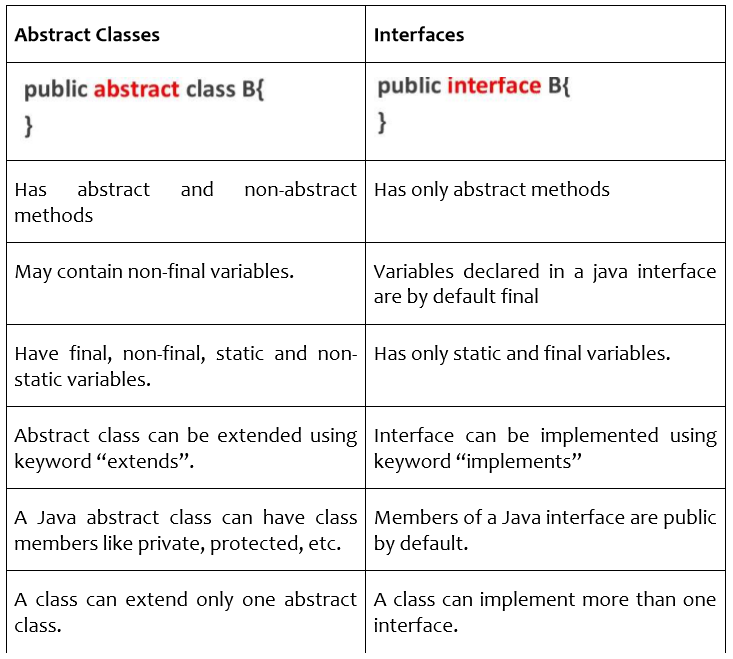 Abstract Classes
Interfaces
public abstract class B{
}
public interface B{
}
Has abstract and non-abstract
methods
Has only abstract methods
May contain non-final variables.
Variables declared in a java interface
are by default final
Have final, non-final, static and non-
static variables.
Has only static and final variables.
Abstract class can be extended using
keyword “extends”.
Interface can be implemented using
keyword “implements”
A Java abstract class can have class
members like private, protected, etc.
Members of a Java interface are public
by default.
A class can extend only one abstract
class.
A class can implement more than one
interface.